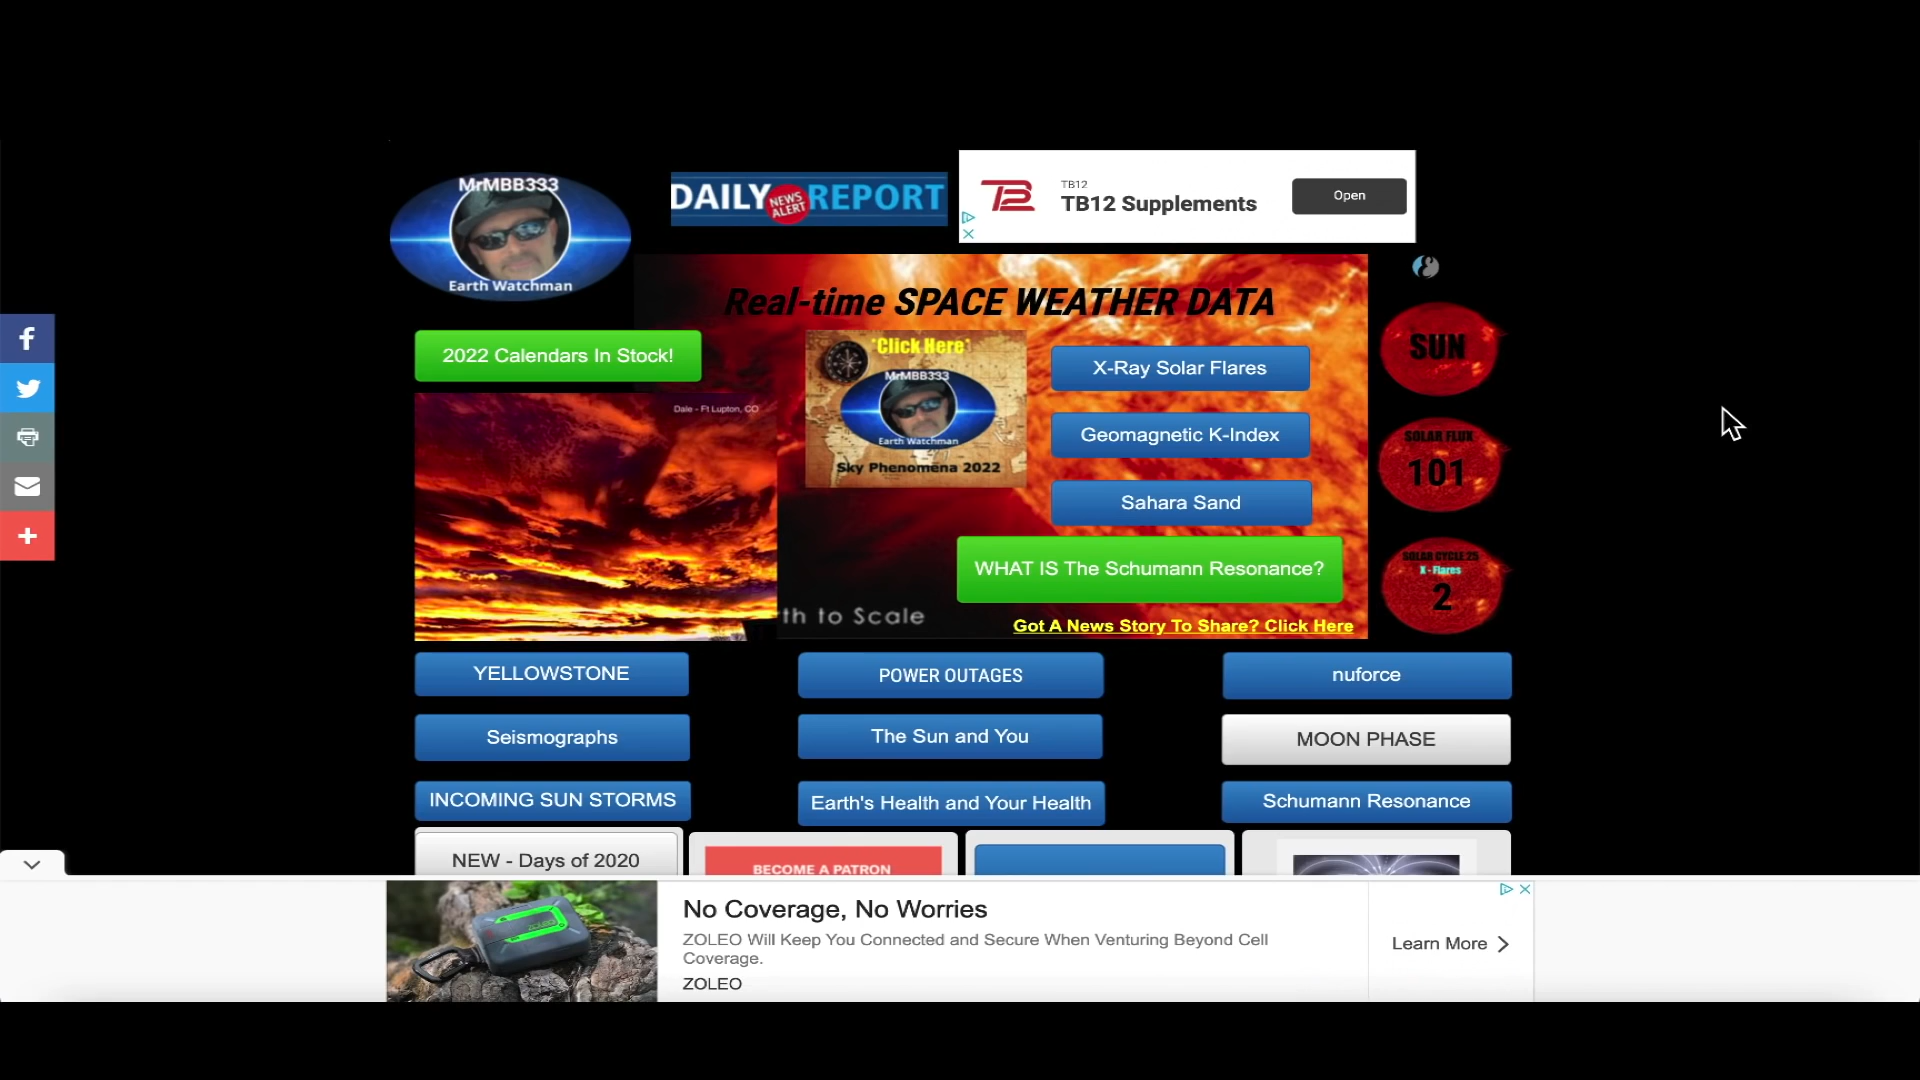 MrMBB333
Earth Watchman
DAILY NEWS ALERT REPORT
TB12
TB12 Supplements
Open
Real-time SPACE WEATHER DATA
2022 Calendars In Stock!
Dale - Ft Lupton, CO
*Click Here*
MrMBB333
Earth Watchman
Sky Phenomena 2022
X-Ray Solar Flares
Geomagnetic K-Index
Sahara Sand
WHAT IS The Schumann Resonance?
th to Scale
Got A News Story To Share? Click Here
SUN
SOLAR FLUX
101
SOLAR CYCLE 25
X - Flares
2
YELLOWSTONE
POWER OUTAGES
nuforce
Seismographs
The Sun and You
MOON PHASE
INCOMING SUN STORMS
Earth's Health and Your Health
Schumann Resonance
NEW - Days of 2020
BECOME A PATRON
No Coverage, No Worries
ZOLEO Will Keep You Connected and Secure When Venturing Beyond Cell
Coverage.
ZOLEO
Learn More
ZOLEO